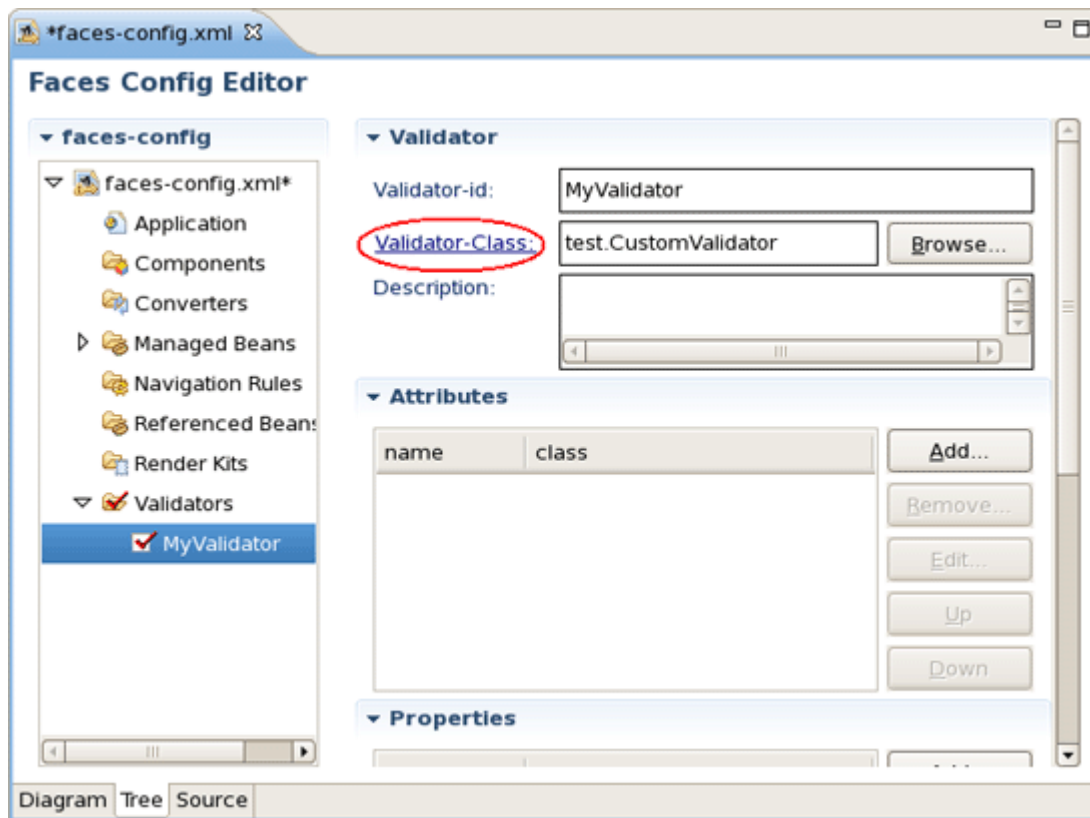 *faces-config.xml
Faces Config Editor
faces-config
faces-config.xml*
Application
Components
Converters
Managed Beans
Navigation Rules
Referenced Bean
Render Kits
Validators
MyValidator
Validator
Validator-id: MyValidator
Validator-Class: test.CustomValidator Browse...
Description:
Attributes
name class
Add...
Remove...
Edit...
Up
Down
Properties
Diagram Tree Source